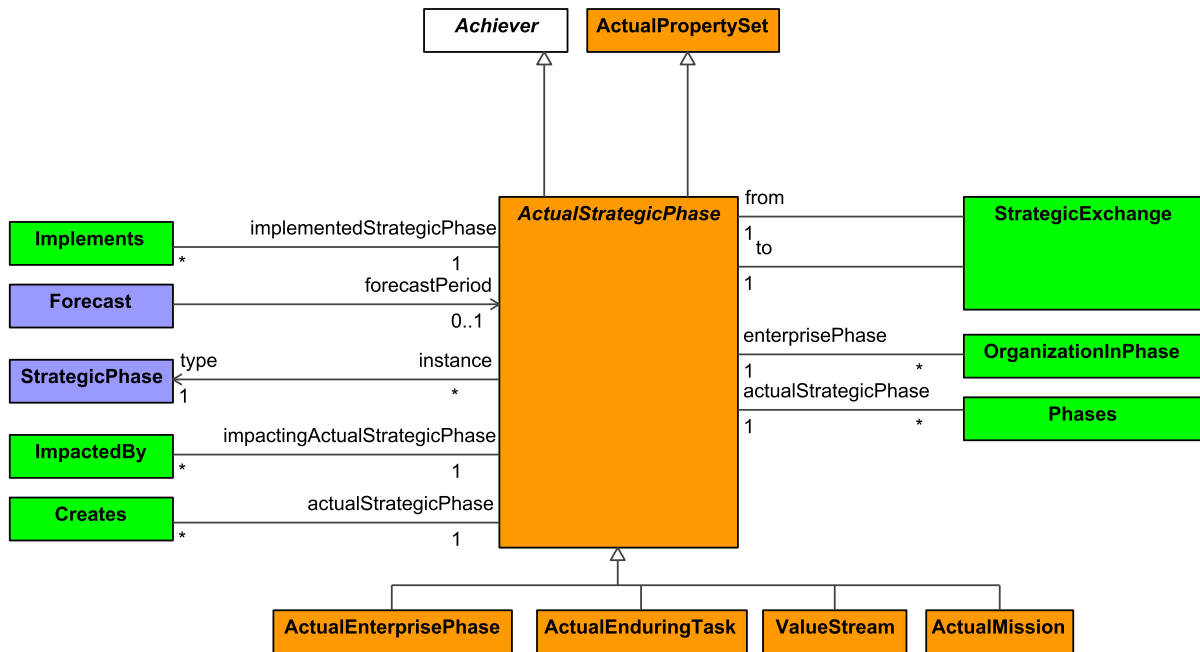 Achiever
ActualPropertySet
ActualStrategicPhase
from
1
to
1
StrategicExchange
Implements
*
implementedStrategicPhase
1
Forecast
forecastPeriod
0..1
StrategicPhase
type
1
instance
*
enterprisePhase
1
*
OrganizationInPhase
actualStrategicPhase
1
*
Phases
ImpactedBy
*
impactingActualStrategicPhase
1
Creates
*
actualStrategicPhase
1
ActualEnterprisePhase
ActualEnduringTask
ValueStream
ActualMission